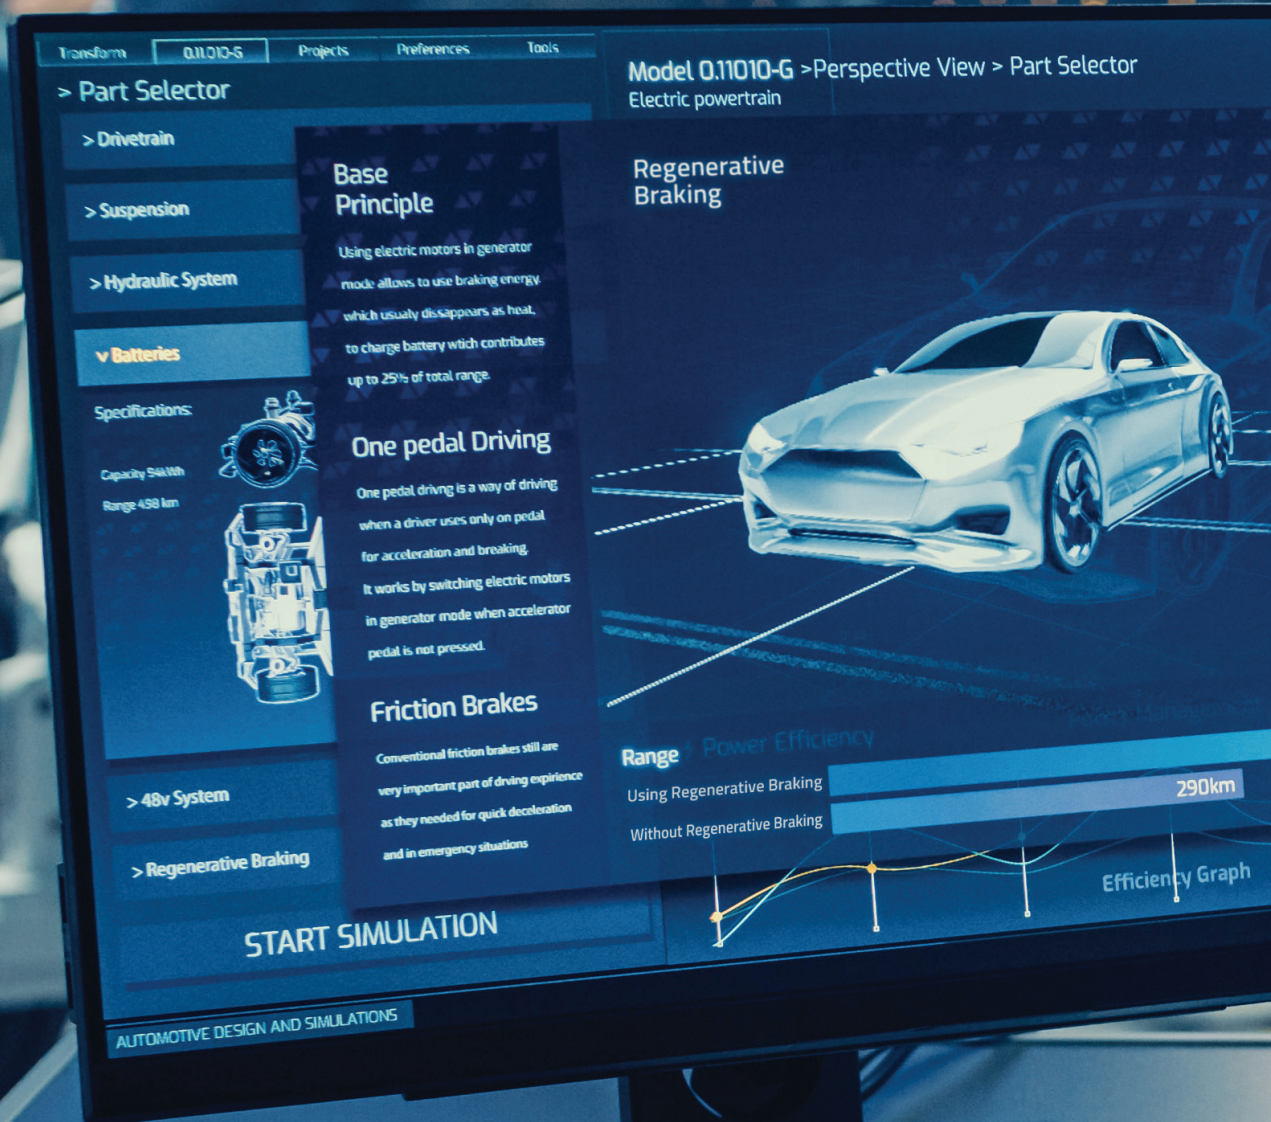 Transform 0.11.010-G Projects Preferences Tools
> Part Selector
> Drivetrain
> Suspension
> Hydraulic System
v Batteries
Specifications:
Capacity 94kWh
Range 498 km
> 48v System
> Regenerative Braking
START SIMULATION
Base
Principle
Using electric motors in generator
mode allows to use braking energy.
which usualy dissappears as heat,
to charge battery wtich contributes
up to 25% of total range.
One pedal Driving
One pedal drivng is a way of driving
when a driver uses only on pedal
for acceleration and breaking.
It works by switching electric motors
in generator mode when accelerator
pedal is not pressed.
Friction Brakes
Conventional friction brakes still are
very important part of drving expirience
as they needed for quick deceleration
and in emergency situations
Model 0.11010-G >Perspective View > Part Selector
Electric powertrain
Regenerative
Braking
Range
Power Efficiency
Using Regenerative Braking
Without Regenerative Braking 290km
Efficiency Graph
AUTOMOTIVE DESIGN AND SIMULATIONS